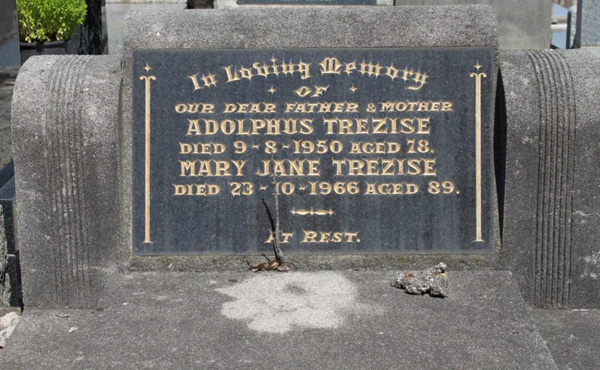 In Loving Memory
OF
OUR DEAR FATHER & MOTHER
ADOLPHUS TREZISE
DIED 9-8-1950 AGED 78.
MARY JANE TREZISE
DIED 23-10-1966 AGED 89.
AT REST.